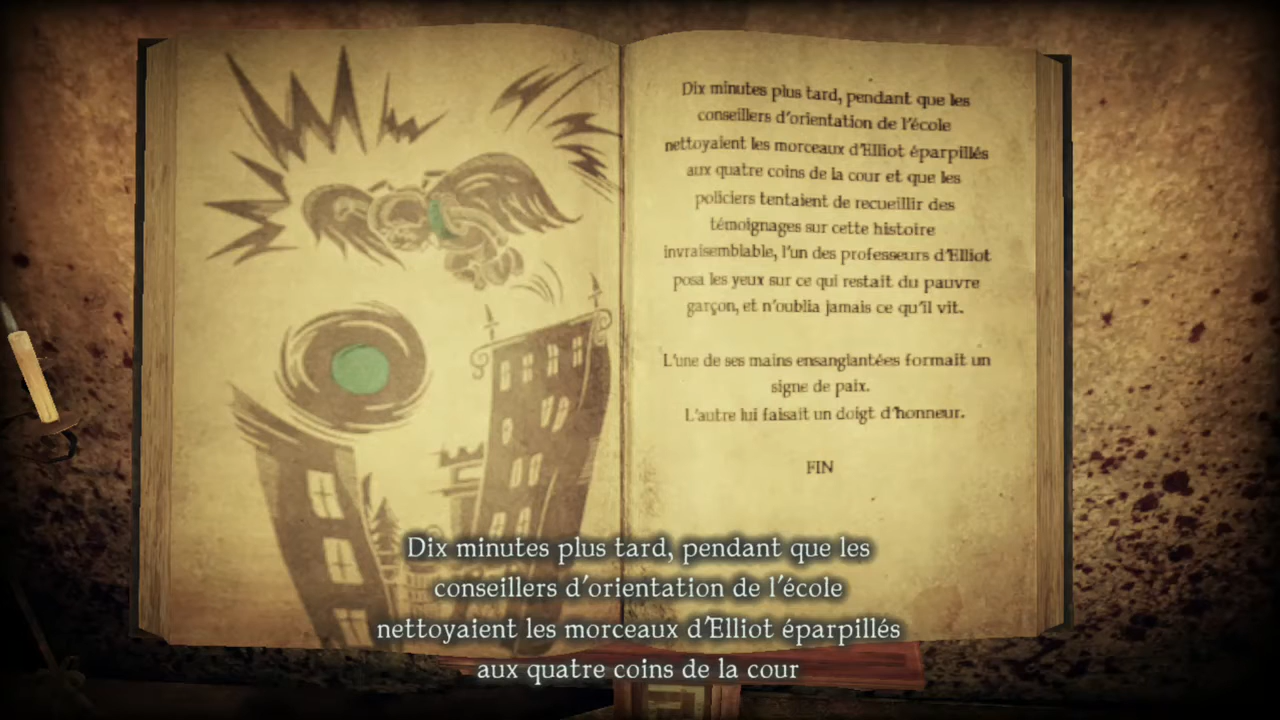 Dix minutes plus tard, pendant que les
conseillers d'orientation de l'école
nettoyaient les morceaux d'Elliot éparpillés
aux quatre coins de la cour et que les
policiers tentaient de recueillir des
témoignages sur cette histoire
invraisemblable, l'un des professeurs d'Elliot
posa les yeux sur ce qui restait du pauvre
garçon, et n'oublia jamais ce qu'il vit.
L'une de ses mains ensanglantées formait un
signe de paix.
L'autre lui faisait un doigt d'honneur.
FIN
Dix minutes plus tard, pendant que les
conseillers d'orientation de l'école
nettoyaient les morceaux d'Elliot éparpillés
aux quatre coins de la cour